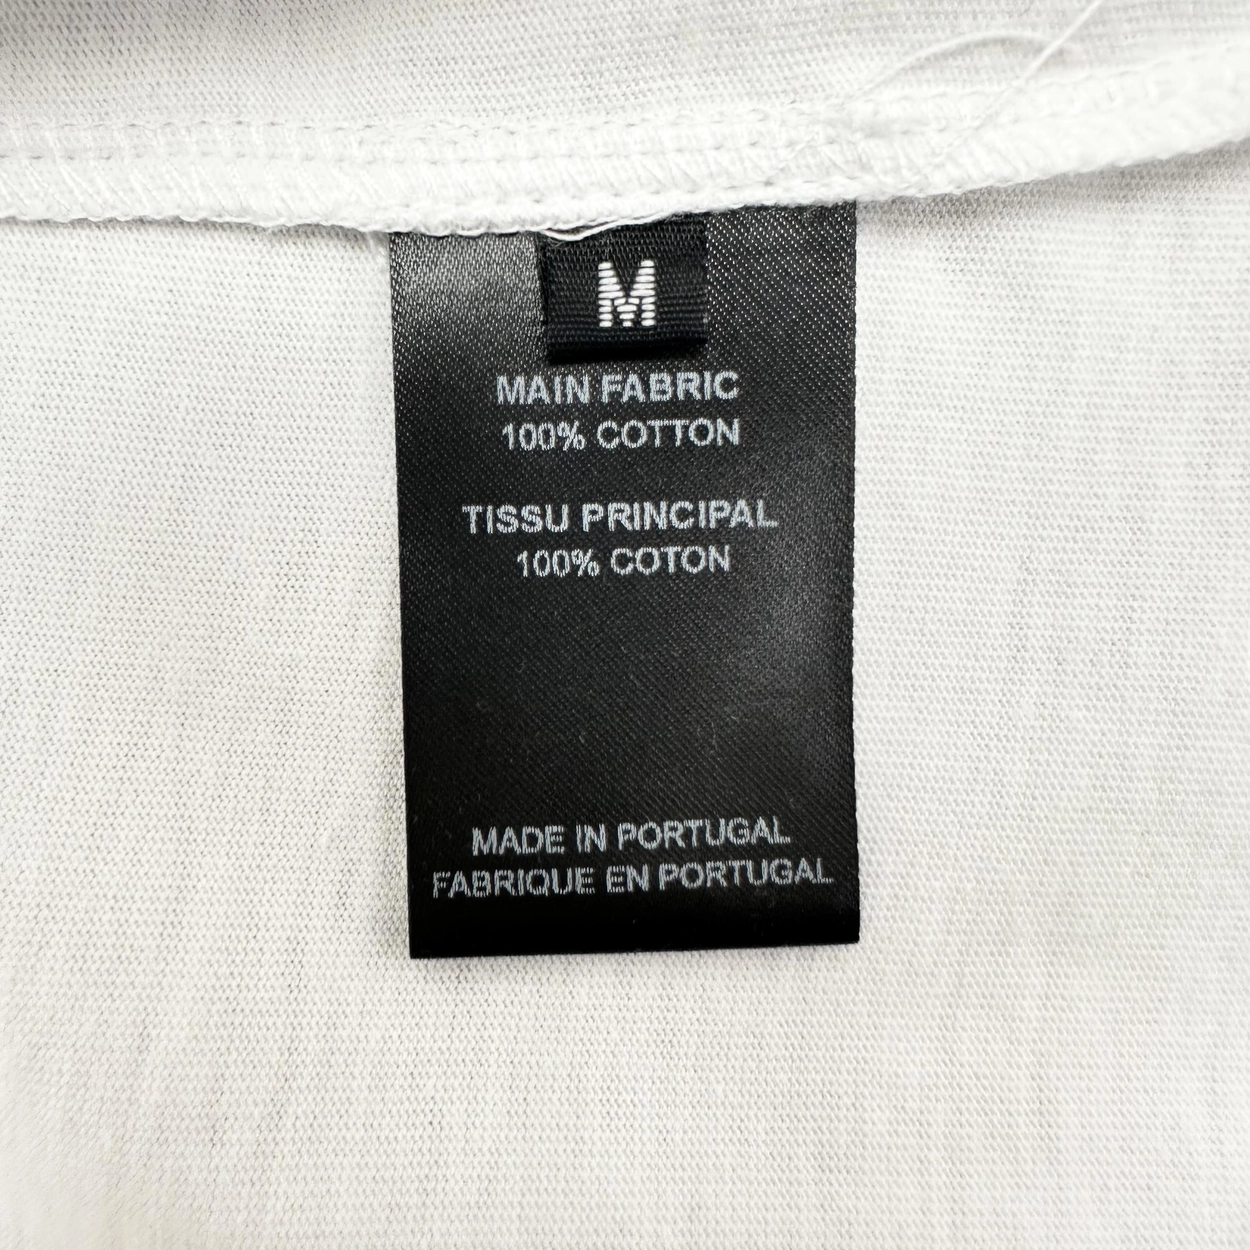 M
MAIN FABRIC
100% COTTON
TISSU PRINCIPAL
100% COTON
MADE IN PORTUGAL
FABRIQUE EN PORTUGAL